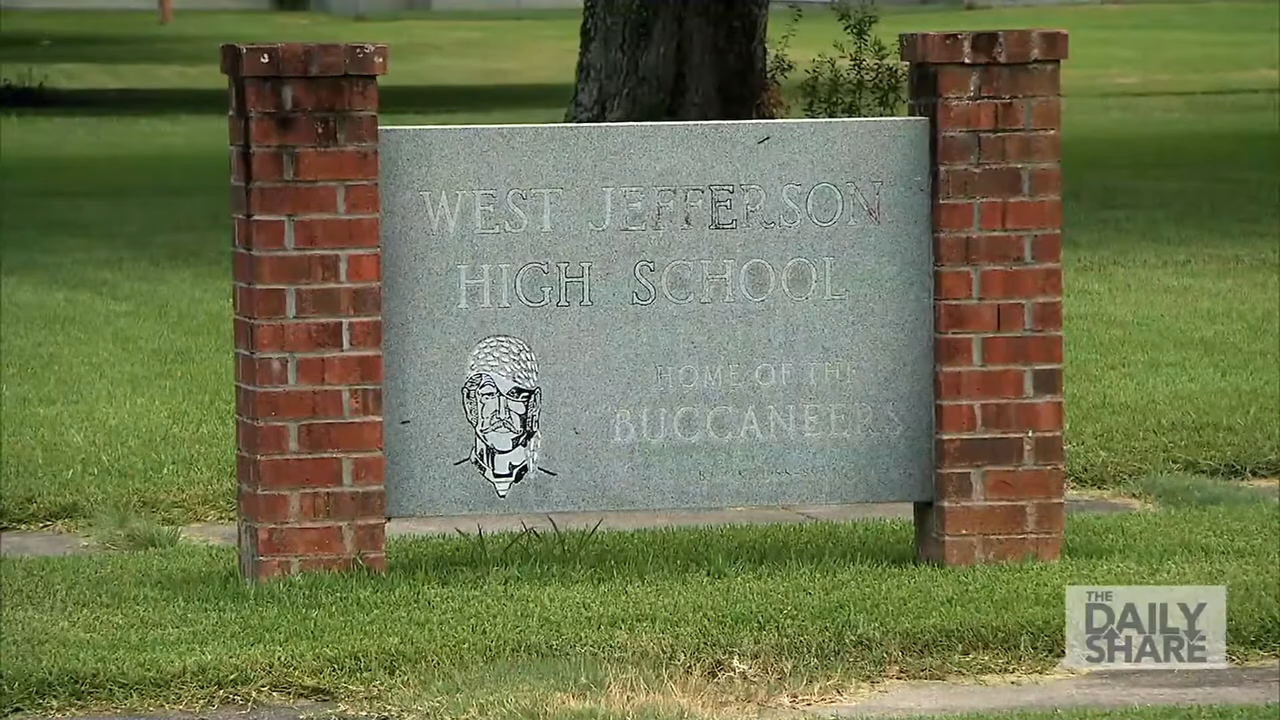 WEST JEFFERSON
HIGH SCHOOL
HOME OF THE
BUCCANEERS
THE
DAILY
SHARE